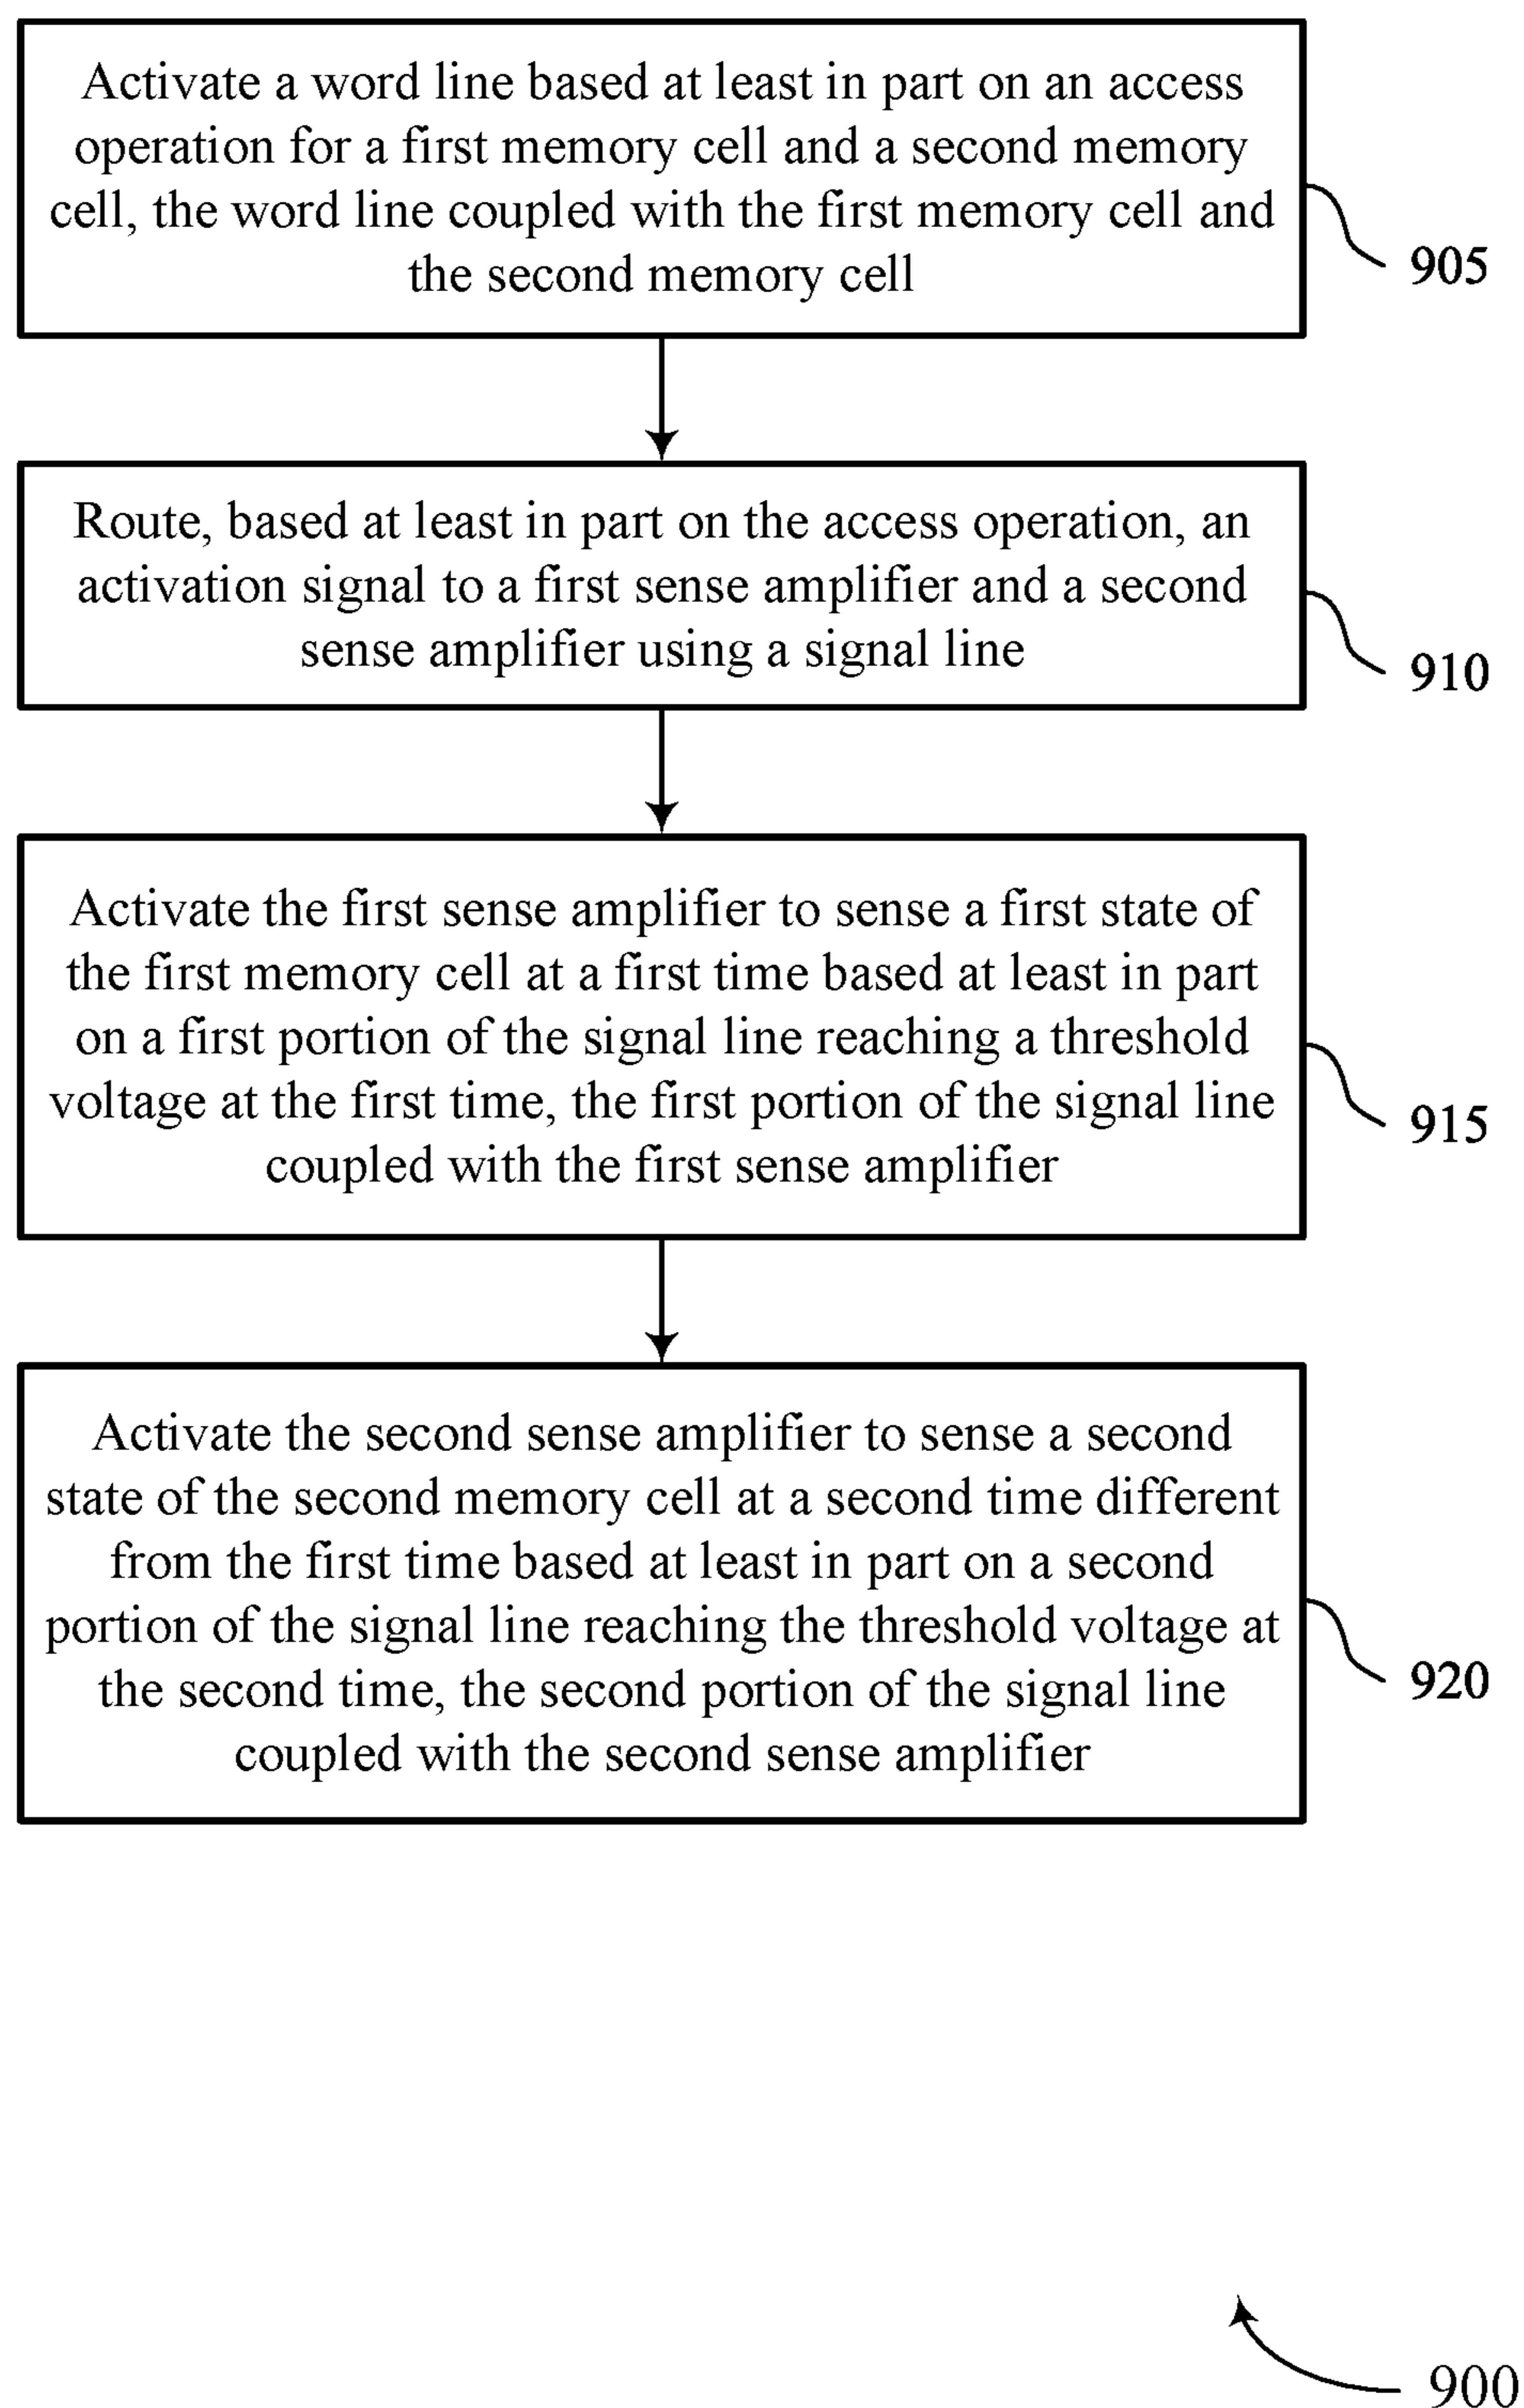 Activate a word line based at least in part on an access
operation for a first memory cell and a second memory
cell, the word line coupled with the first memory cell and
the second memory cell
905
Route, based at least in part on the access operation, an
activation signal to a first sense amplifier and a second
sense amplifier using a signal line
910
Activate the first sense amplifier to sense a first state of
the first memory cell at a first time based at least in part
on a first portion of the signal line reaching a threshold
voltage at the first time, the first portion of the signal line
coupled with the first sense amplifier
915
Activate the second sense amplifier to sense a second
state of the second memory cell at a second time different
from the first time based at least in part on a second
portion of the signal line reaching the threshold voltage at
the second time, the second portion of the signal line
coupled with the second sense amplifier
920
900